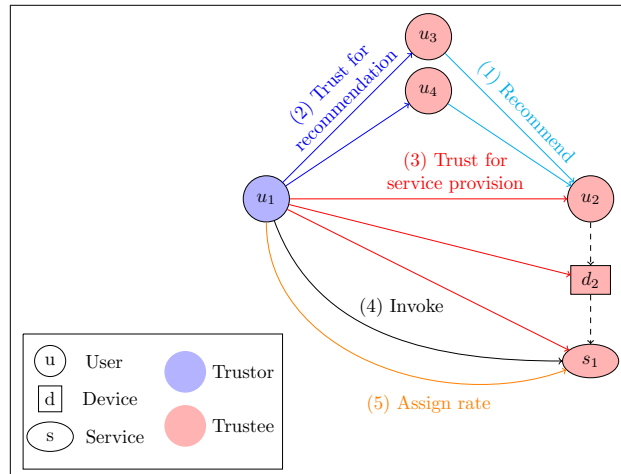 u3
u4
(1) Recommend
(2) Trust for
recommendation
(3) Trust for
service provision
u1
u2
d2
(4) Invoke
s1
(5) Assign rate
u User
d Device
s Service
Trustor
Trustee